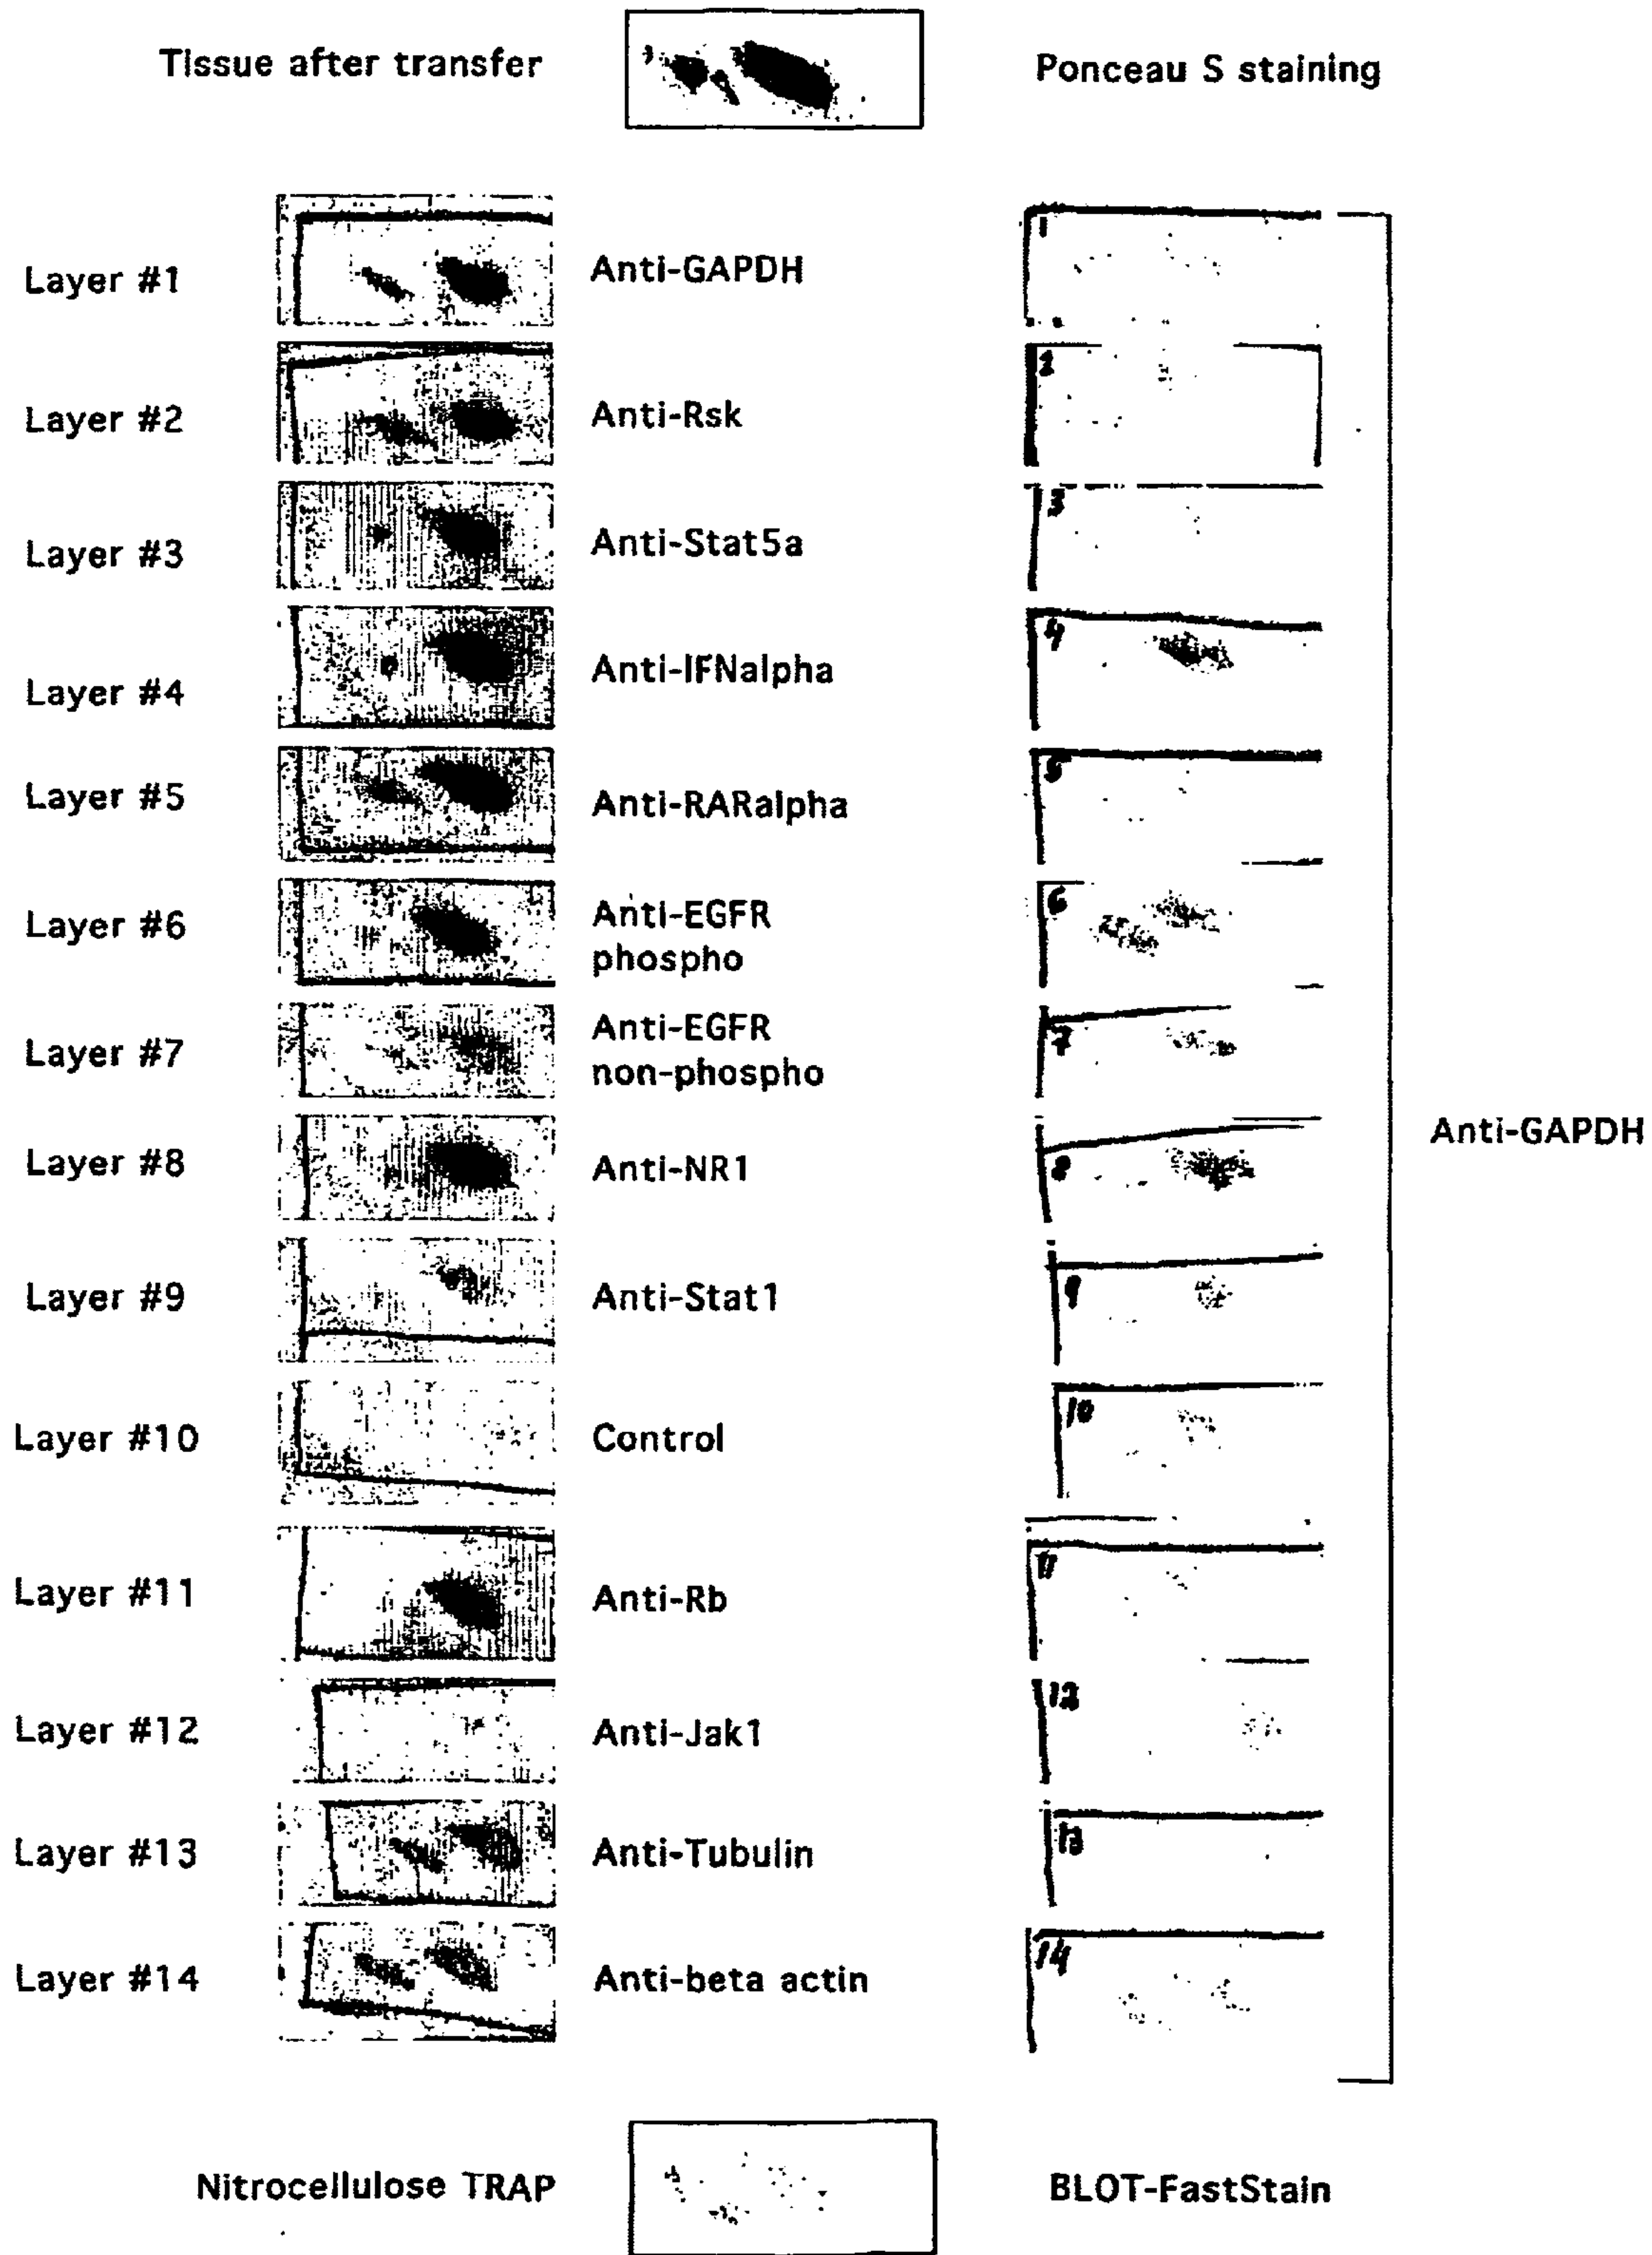 Tissue after transfer
Ponceau S staining
Layer #1
Anti-GAPDH
1
Layer #2
Anti-Rsk
2
Layer #3
Anti-Stat5a
3
Layer #4
Anti-IFNalpha
4
Layer #5
Anti-RARalpha
5
Layer #6
Anti-EGFR
phospho
6
Layer #7
Anti-EGFR
non-phospho
7
Layer #8
Anti-NR1
8
Anti-GAPDH
Layer #9
Anti-Stat1
9
Layer #10
Control
10
Layer #11
Anti-Rb
11
Layer #12
Anti-Jak1
12
Layer #13
Anti-Tubulin
13
Layer #14
Anti-beta actin
14
Nitrocellulose TRAP
BLOT-FastStain